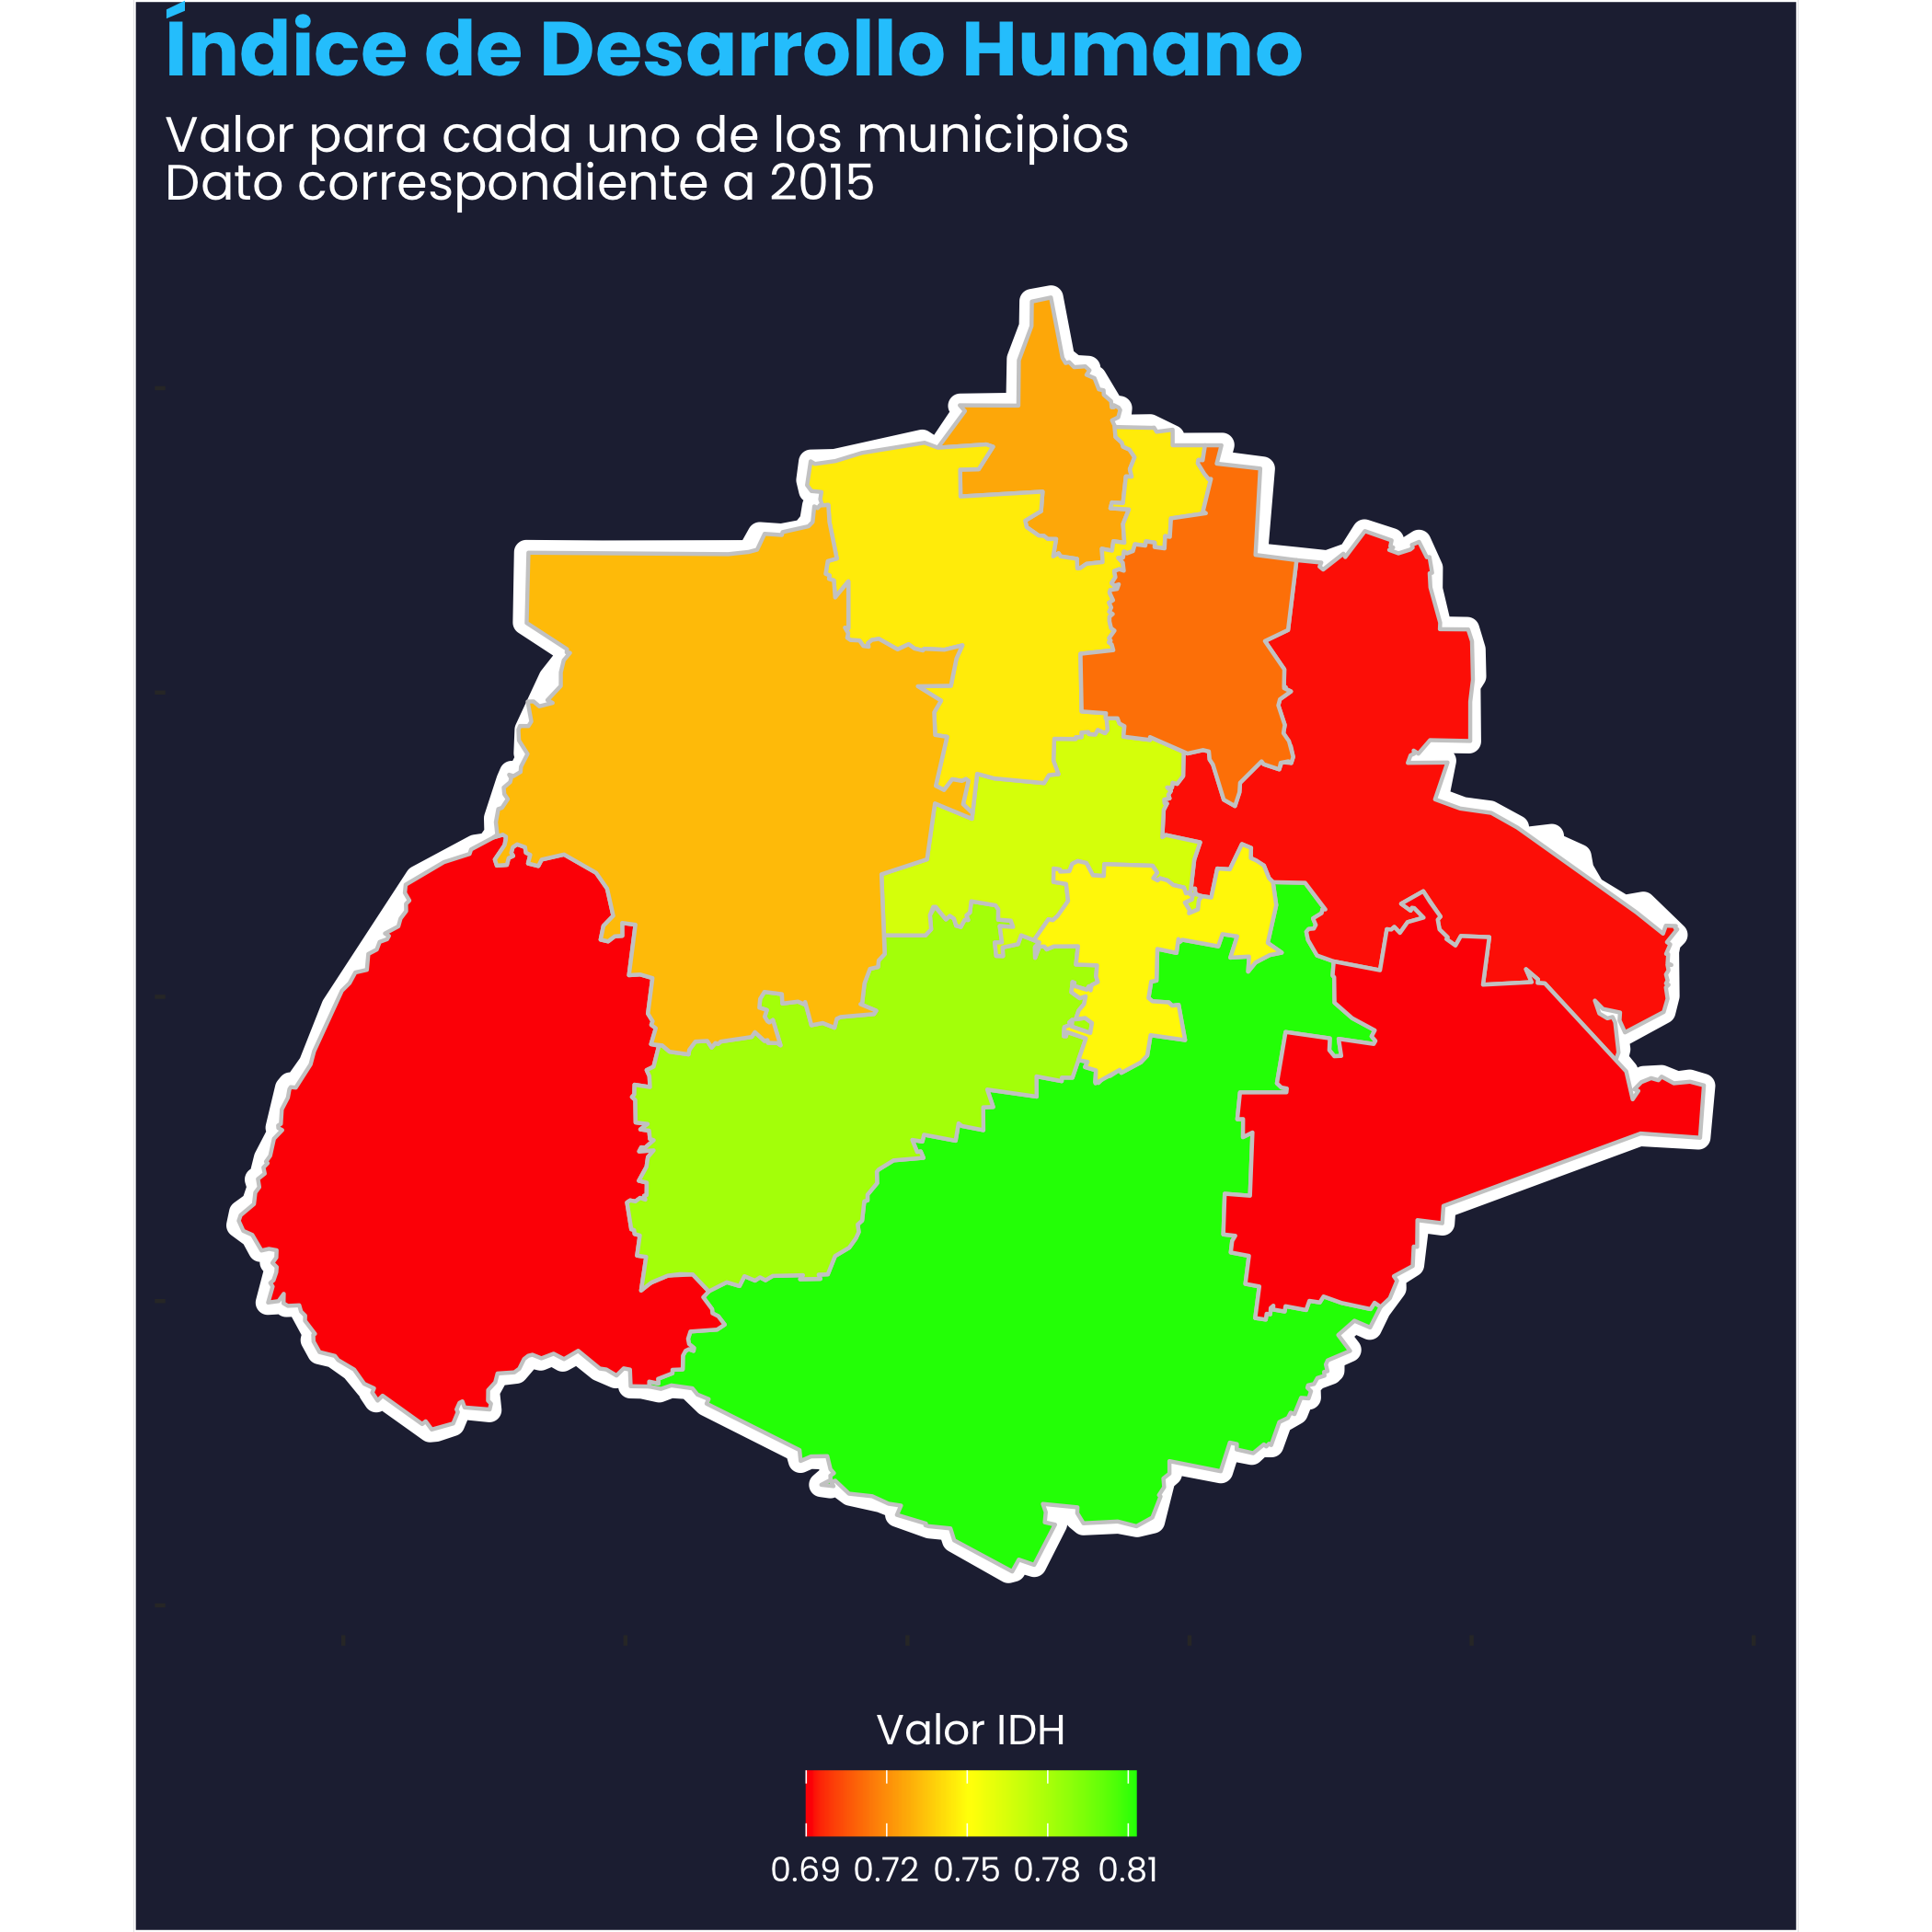 Índice de Desarrollo Humano
Valor para cada uno de los municipios
Dato correspondiente a 2015
Valor IDH
0.69 0.72 0.75 0.78 0.81